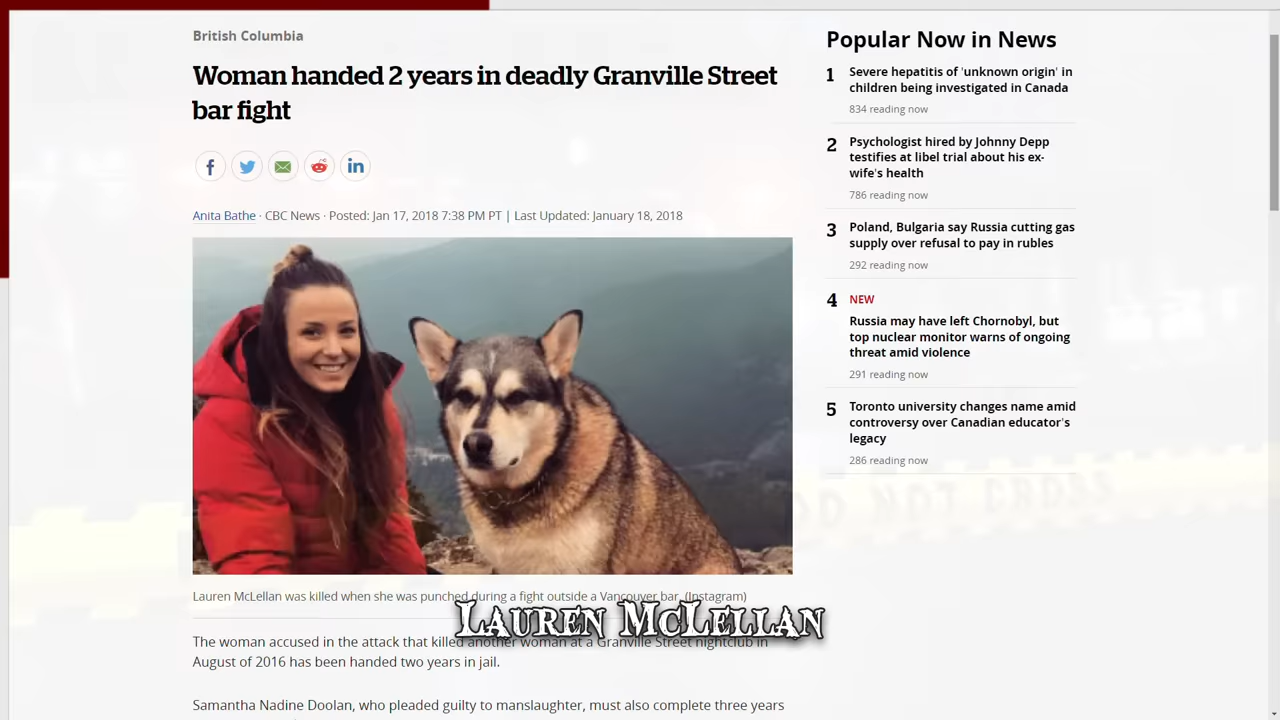 British Columbia
Woman handed 2 years in deadly Granville Street
bar fight
Anita Bathe · CBC News · Posted: Jan 17, 2018 7:38 PM PT | Last Updated: January 18, 2018
Lauren McLellan was killed when she was punched during a fight outside a Vancouver bar. (Instagram)
LAUREN MCLELLAN
The woman accused in the attack that killed another woman at a Granville Street nightclub in
August of 2016 has been handed two years in jail.
Samantha Nadine Doolan, who pleaded guilty to manslaughter, must also complete three years
Popular Now in News
1 Severe hepatitis of 'unknown origin' in
children being investigated in Canada
834 reading now
2 Psychologist hired by Johnny Depp
testifies at libel trial about his ex-
wife's health
786 reading now
3 Poland, Bulgaria say Russia cutting gas
supply over refusal to pay in rubles
292 reading now
4 NEW
Russia may have left Chornobyl, but
top nuclear monitor warns of ongoing
threat amid violence
291 reading now
5 Toronto university changes name amid
controversy over Canadian educator's
legacy
286 reading now